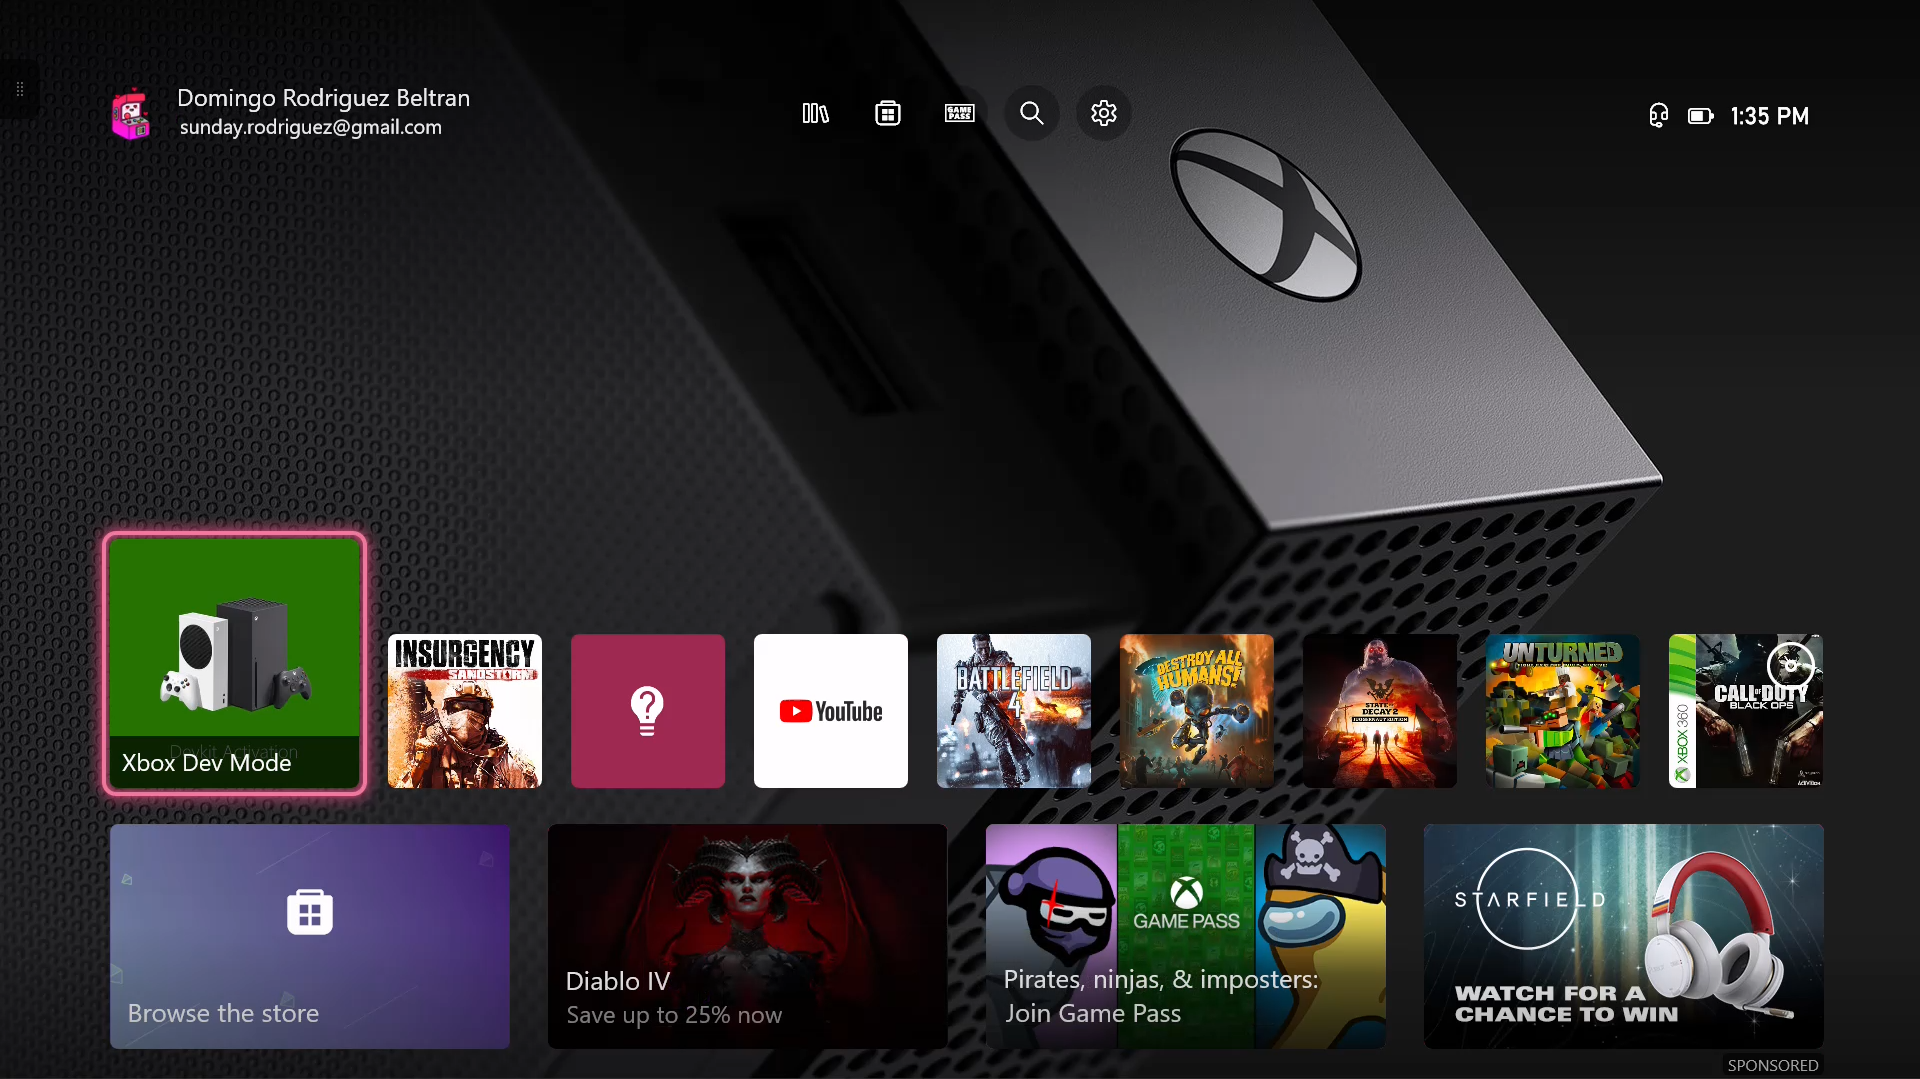 Domingo Rodriguez Beltran
sunday.rodriguez@gmail.com
GAME
PASS
1:35 PM
Devkit Activation
Xbox Dev Mode
INSURGENCY
SANDSTORM
YouTube
BATTLEFIELD
4
DESTROY ALL
HUMANS!
STATE OF
DECAY 2
JUGGERNAUT EDITION
UNTURNED
XBOX 360
CALL OF DUTY
BLACK OPS
ACTIVISION
Browse the store
Diablo IV
Save up to 25% now
GAME PASS
Pirates, ninjas, & imposters:
Join Game Pass
STARFIELD
WATCH FOR A
CHANCE TO WIN
SPONSORED